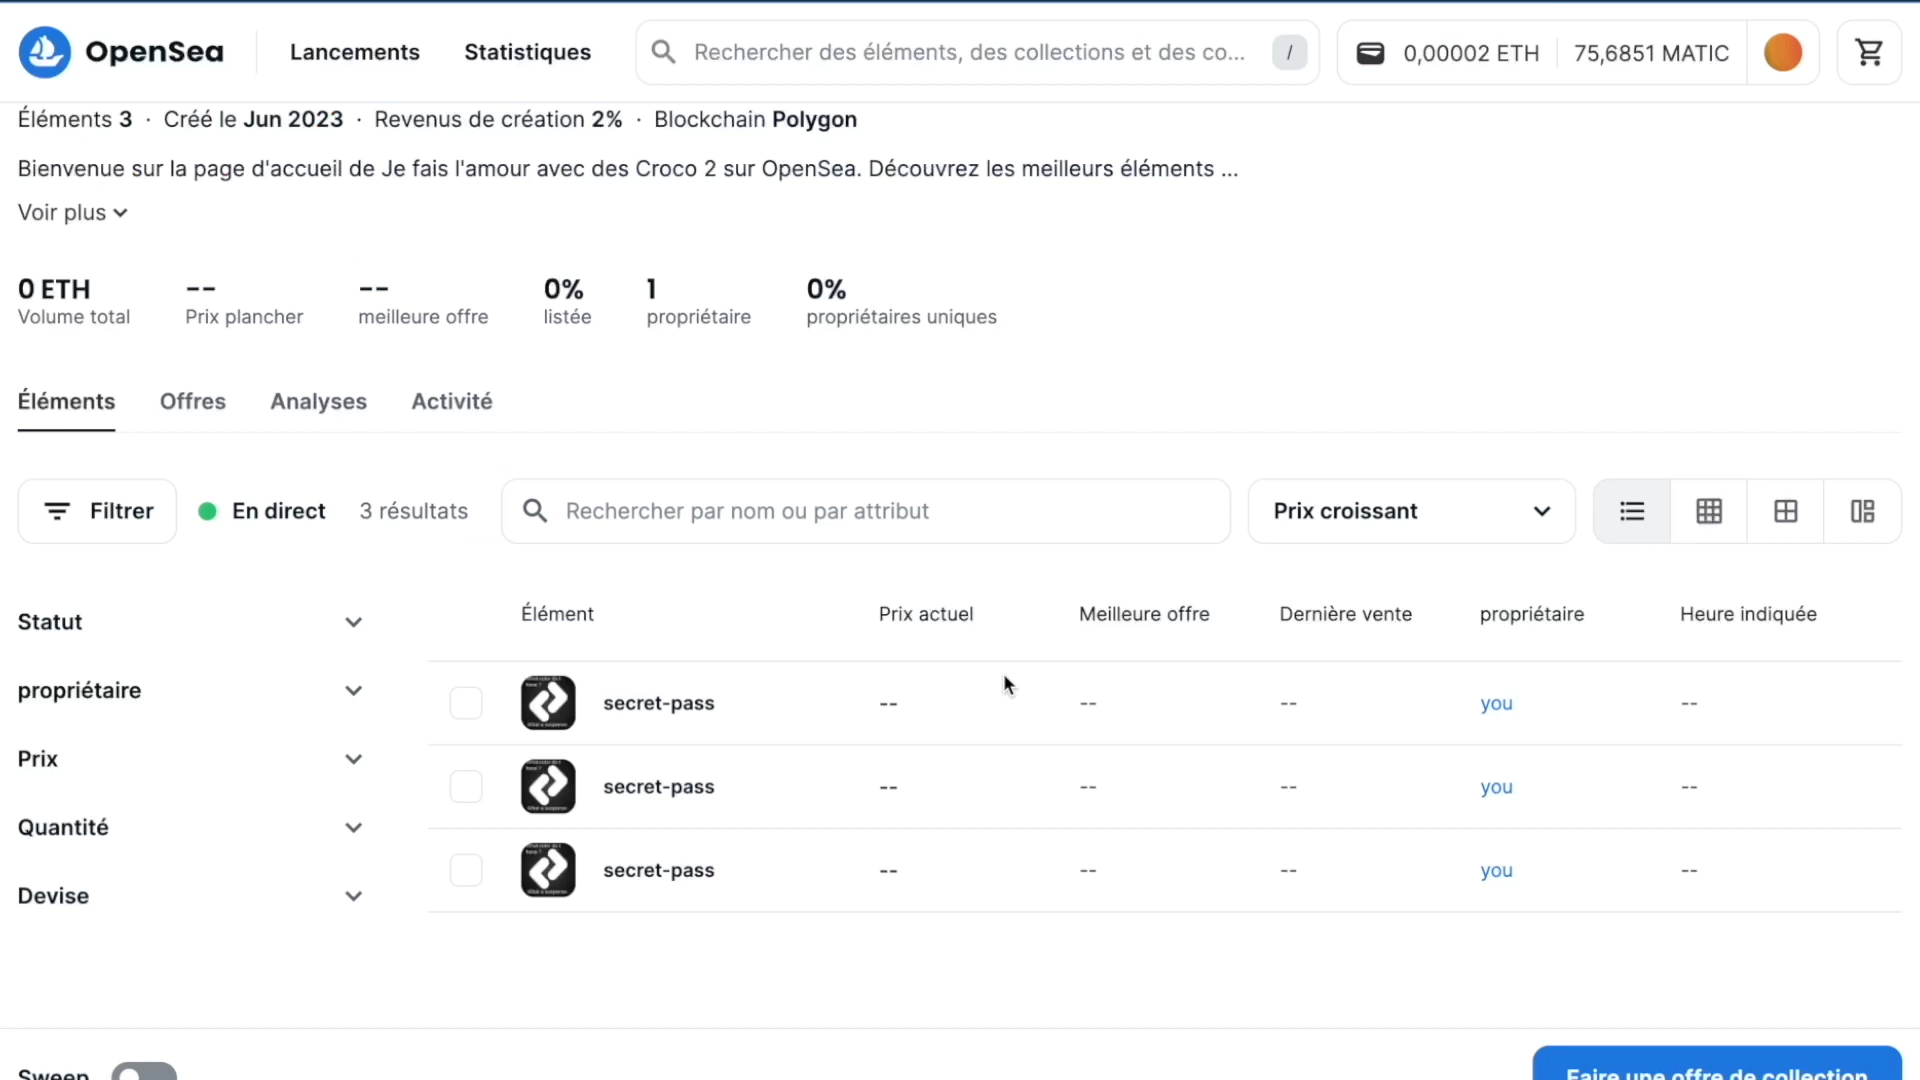 OpenSea
Lancements
Statistiques
Rechercher des éléments, des collections et des co...
/
0,00002 ETH
75,6851 MATIC
Éléments 3 · Créé le Jun 2023 · Revenus de création 2% · Blockchain Polygon
Bienvenue sur la page d'accueil de Je fais l'amour avec des Croco 2 sur OpenSea. Découvrez les meilleurs éléments ...
Voir plus
0 ETH
Volume total
--
Prix plancher
--
meilleure offre
0%
listée
1
propriétaire
0%
propriétaires uniques
Éléments
Offres
Analyses
Activité
Filtrer
En direct
3 résultats
Rechercher par nom ou par attribut
Prix croissant
Statut
propriétaire
Prix
Quantité
Devise
Élément Prix actuel Meilleure offre Dernière vente propriétaire Heure indiquée
secret-pass -- -- -- you --
secret-pass -- -- -- you --
secret-pass -- -- -- you --
Sweep
Faire une offre de collection